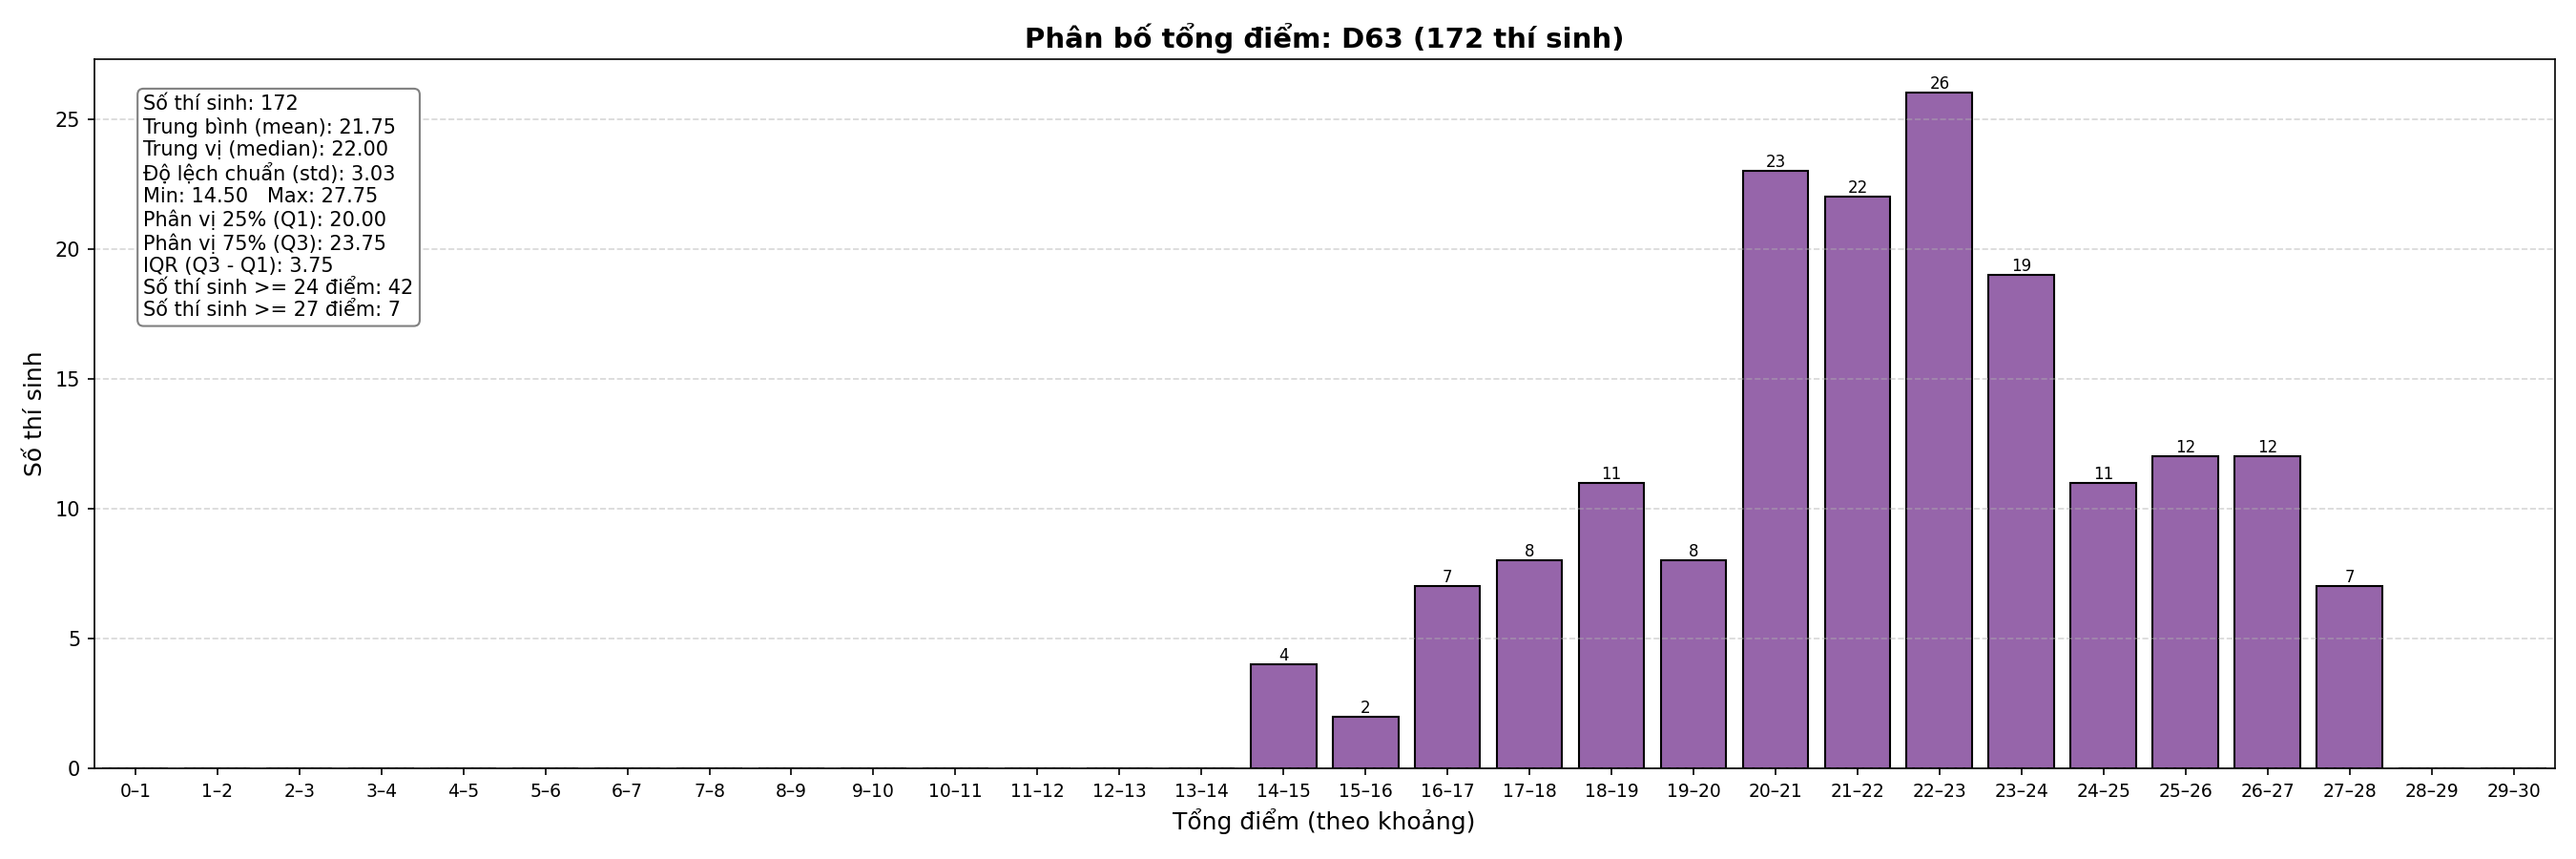 Phân bố tổng điểm: D63 (172 thí sinh)
Số thí sinh: 172
Trung bình (mean): 21.75
Trung vị (median): 22.00
Độ lệch chuẩn (std): 3.03
Min: 14.50   Max: 27.75
Phân vị 25% (Q1): 20.00
Phân vị 75% (Q3): 23.75
IQR (Q3 - Q1): 3.75
Số thí sinh >= 24 điểm: 42
Số thí sinh >= 27 điểm: 7
Số thí sinh
25
20
15
10
5
0
4
2
7
8
11
8
23
22
26
19
11
12
12
7
0–1 1–2 2–3 3–4 4–5 5–6 6–7 7–8 8–9 9–10 10–11 11–12 12–13 13–14 14–15 15–16 16–17 17–18 18–19 19–20 20–21 21–22 22–23 23–24 24–25 25–26 26–27 27–28 28–29 29–30
Tổng điểm (theo khoảng)